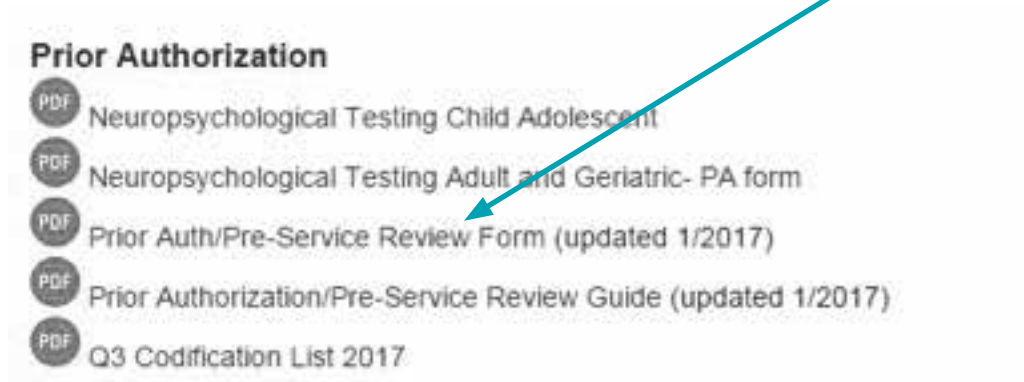 Prior Authorization
PDF Neuropsychological Testing Child Adolescent
PDF Neuropsychological Testing Adult and Geriatric- PA form
PDF Prior Auth/Pre-Service Review Form (updated 1/2017)
PDF Prior Authorization/Pre-Service Review Guide (updated 1/2017)
PDF Q3 Codification List 2017